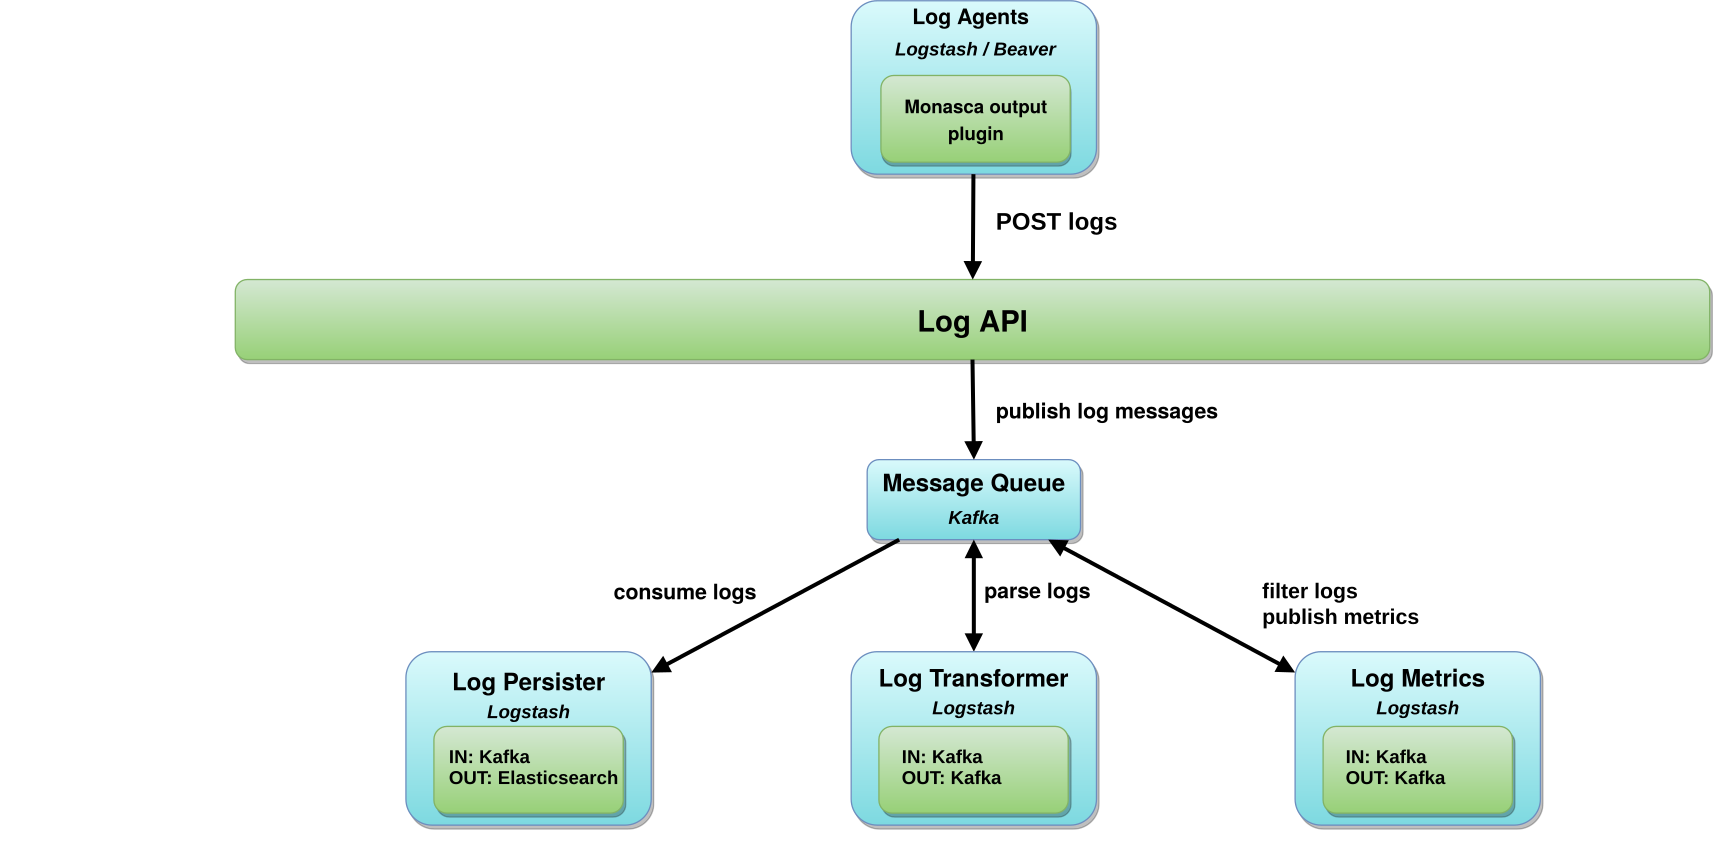 Log Agents
Logstash / Beaver
Monasca output
plugin
POST logs
Log API
publish log messages
Message Queue
Kafka
consume logs
parse logs
filter logs
publish metrics
Log Persister
Logstash
IN: Kafka
OUT: Elasticsearch
Log Transformer
Logstash
IN: Kafka
OUT: Kafka
Log Metrics
Logstash
IN: Kafka
OUT: Kafka